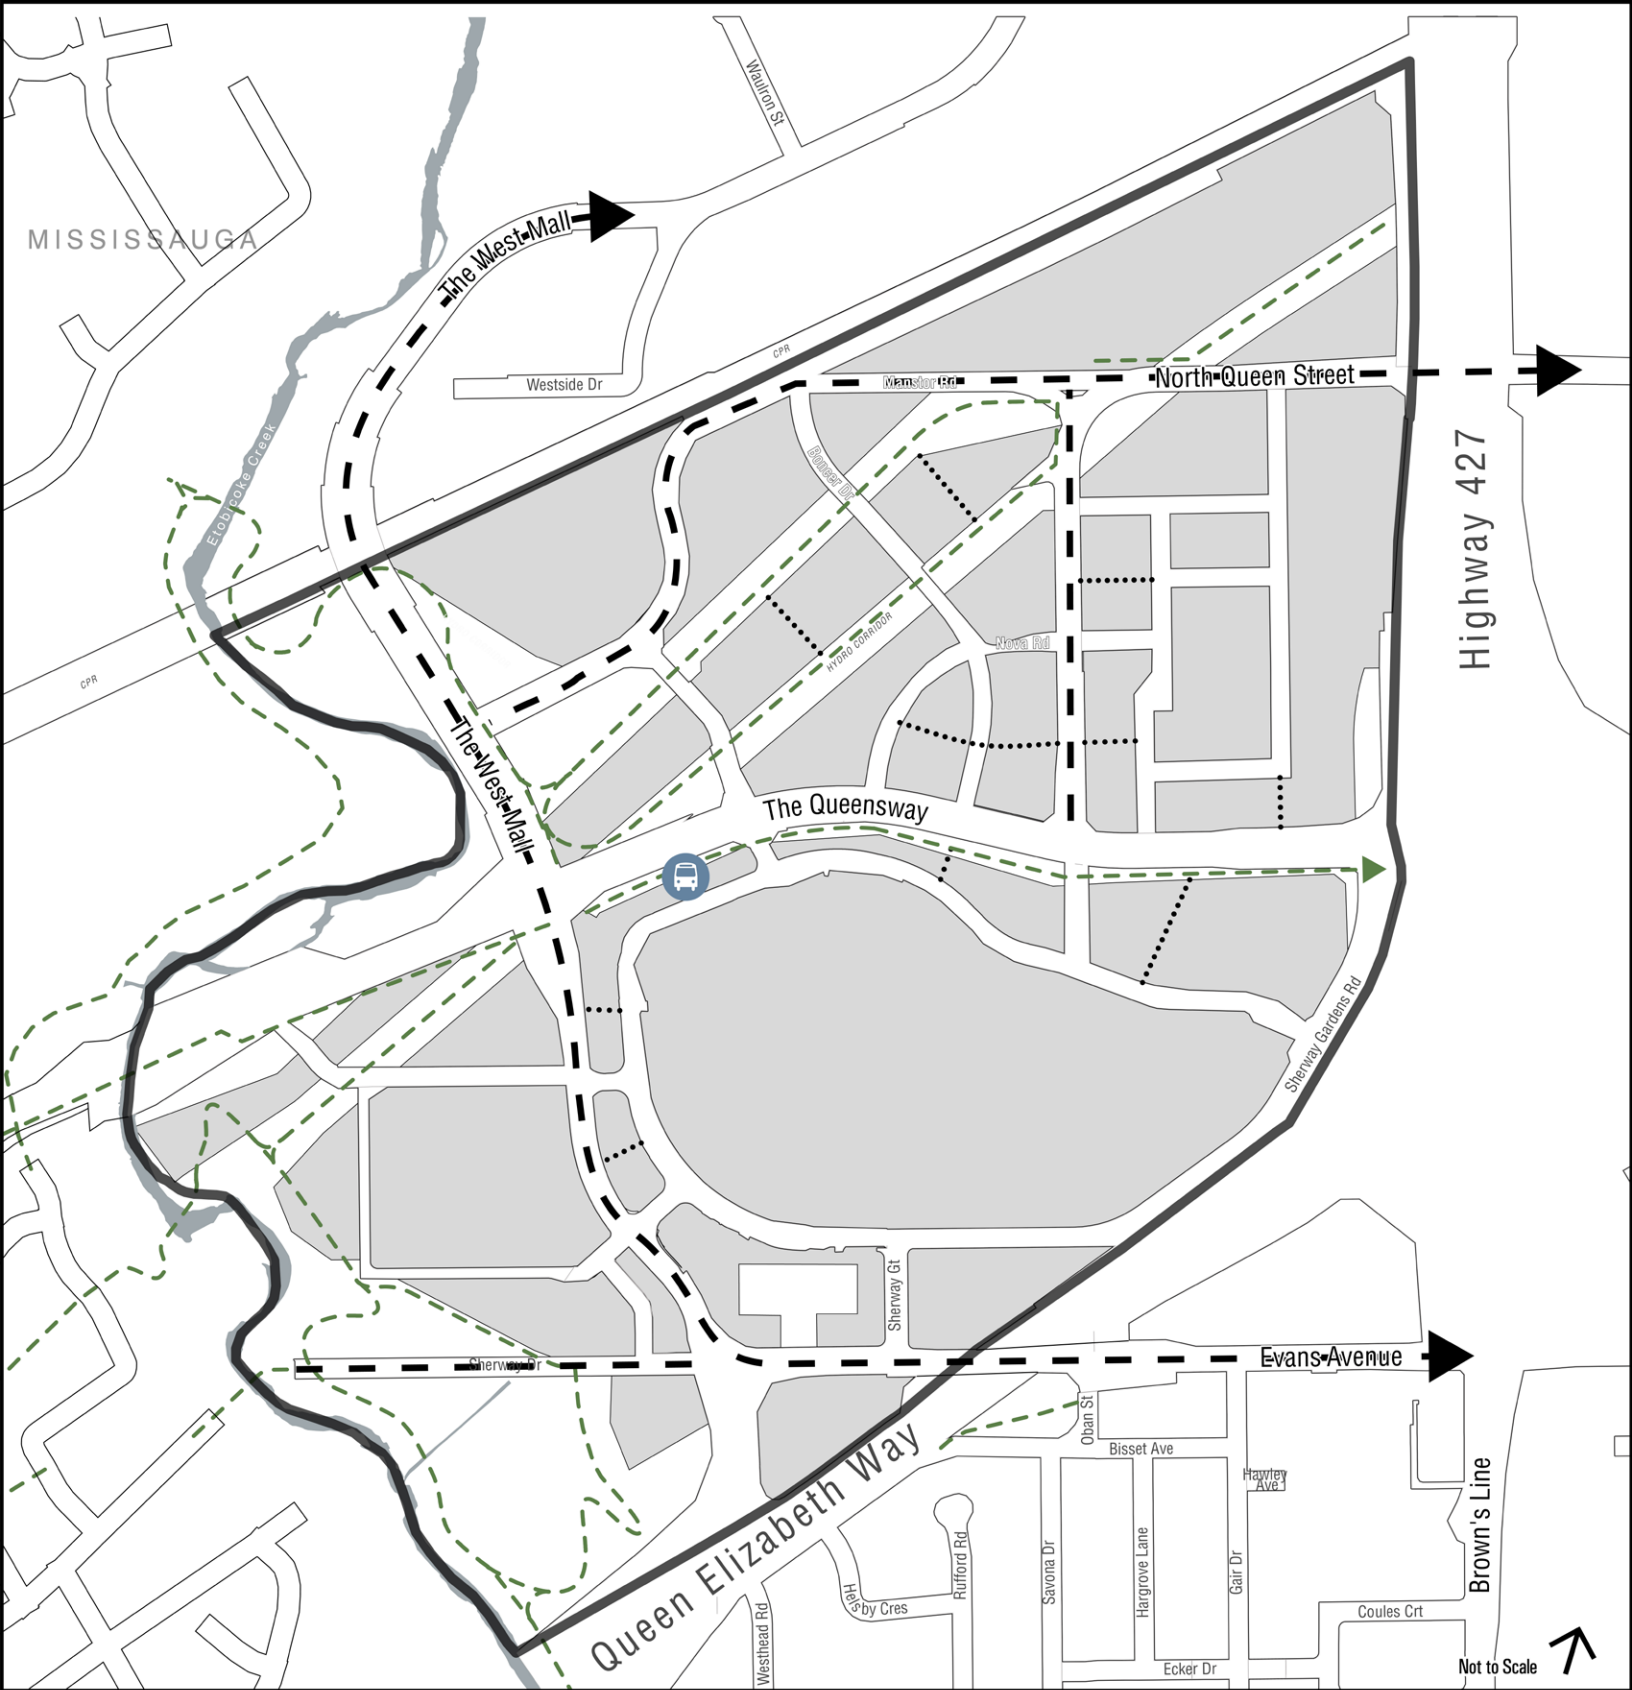 Waulron St
MISSISSAUGA
The West Mall
CPR
Westside Dr
Manstor Rd
North Queen Street
Etobicoke Creek
Boncer Dr
Highway 427
HYDRO CORRIDOR
Nova Rd
CPR
The West Mall
The Queensway
Sherway Gardens Rd
Sherway Gt
Sherway Dr
Evans Avenue
Oban St
Bisset Ave
Queen Elizabeth Way
Hawley
Ave
Brown's Line
Rufford Rd
Savona Dr
Hargrove Lane
Gair Dr
Helsby Cres
Coules Crt
Westhead Rd
Ecker Dr
Not to Scale